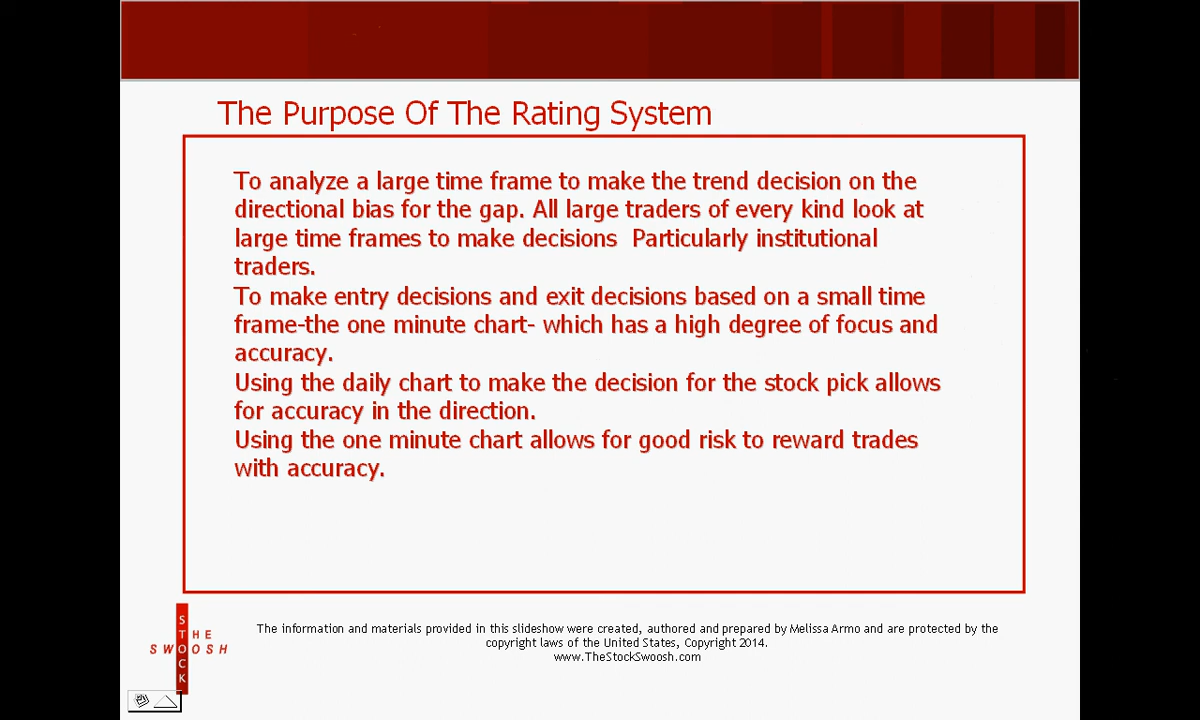 The Purpose Of The Rating System
To analyze a large time frame to make the trend decision on the
directional bias for the gap. All large traders of every kind look at
large time frames to make decisions  Particularly institutional
traders.
To make entry decisions and exit decisions based on a small time
frame-the one minute chart- which has a high degree of focus and
accuracy.
Using the daily chart to make the decision for the stock pick allows
for accuracy in the direction.
Using the one minute chart allows for good risk to reward trades
with accuracy.
THE
STOCK
SWOOSH
The information and materials provided in this slideshow were created, authored and prepared by Melissa Armo and are protected by the
copyright laws of the United States, Copyright 2014.
www.TheStockSwoosh.com